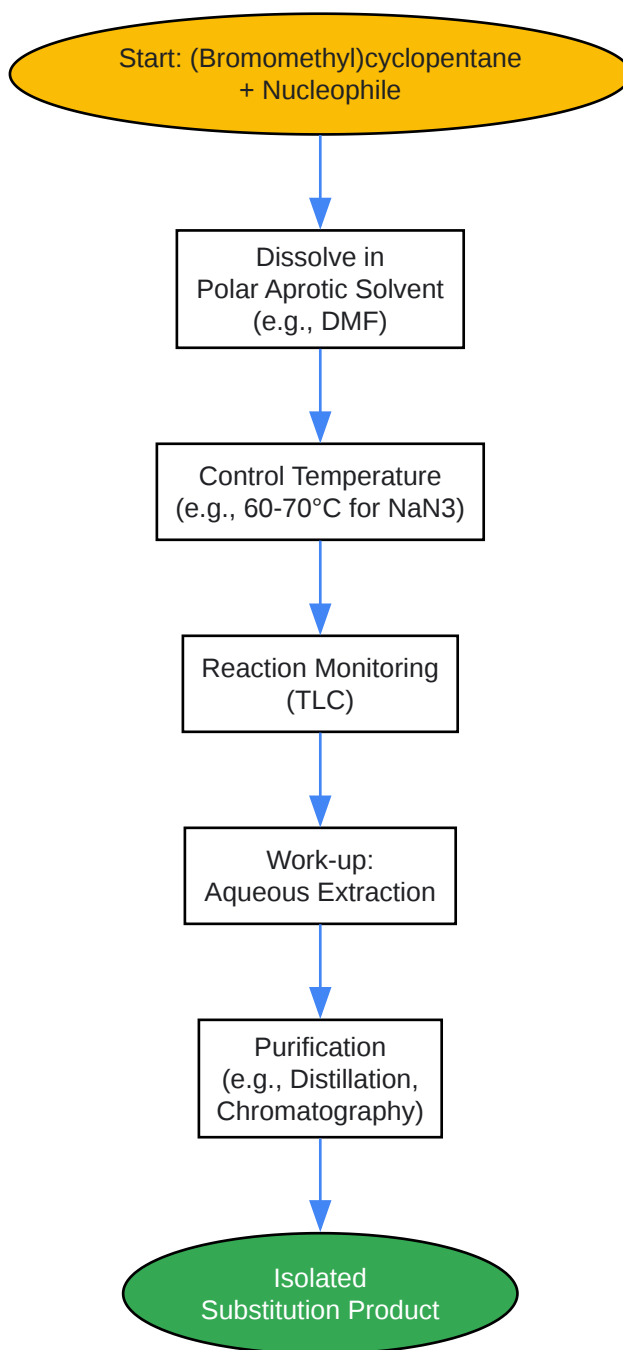 Start: (Bromomethyl)cyclopentane
+ Nucleophile
Dissolve in
Polar Aprotic Solvent
(e.g., DMF)
Control Temperature
(e.g., 60-70°C for NaN3)
Reaction Monitoring
(TLC)
Work-up:
Aqueous Extraction
Purification
(e.g., Distillation,
Chromatography)
Isolated
Substitution Product